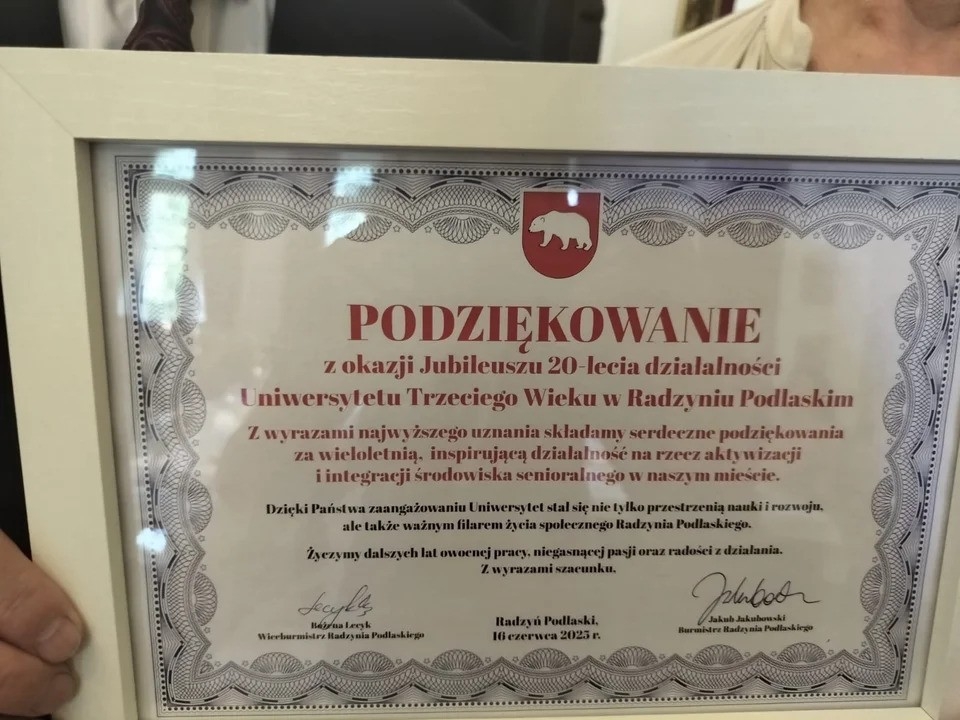 PODZIĘKOWANIE
z okazji Jubileuszu 20-lecia działalności
Uniwersytetu Trzeciego Wieku w Radzyniu Podlaskim
Z wyrazami najwyższego uznania składamy serdeczne podziękowania
za wieloletnią, inspirującą działalność na rzecz aktywizacji
i integracji środowiska senioralnego w naszym mieście.
Dzięki Państwa zaangażowaniu Uniwersytet stał się nie tylko przestrzenią nauki i rozwoju,
ale także ważnym filarem życia społecznego Radzynia Podlaskiego.
Życzymy dalszych lat owocnej pracy, niegasnącej pasji oraz radości z działania.
Z wyrazami szacunku.
Bożena Lecyk
Wiceburmistrz Radzynia Podlaskiego
Radzyń Podlaski,
16 czerwca 2025 r.
Jakub Jakubowski
Burmistrz Radzynia Podlaskiego